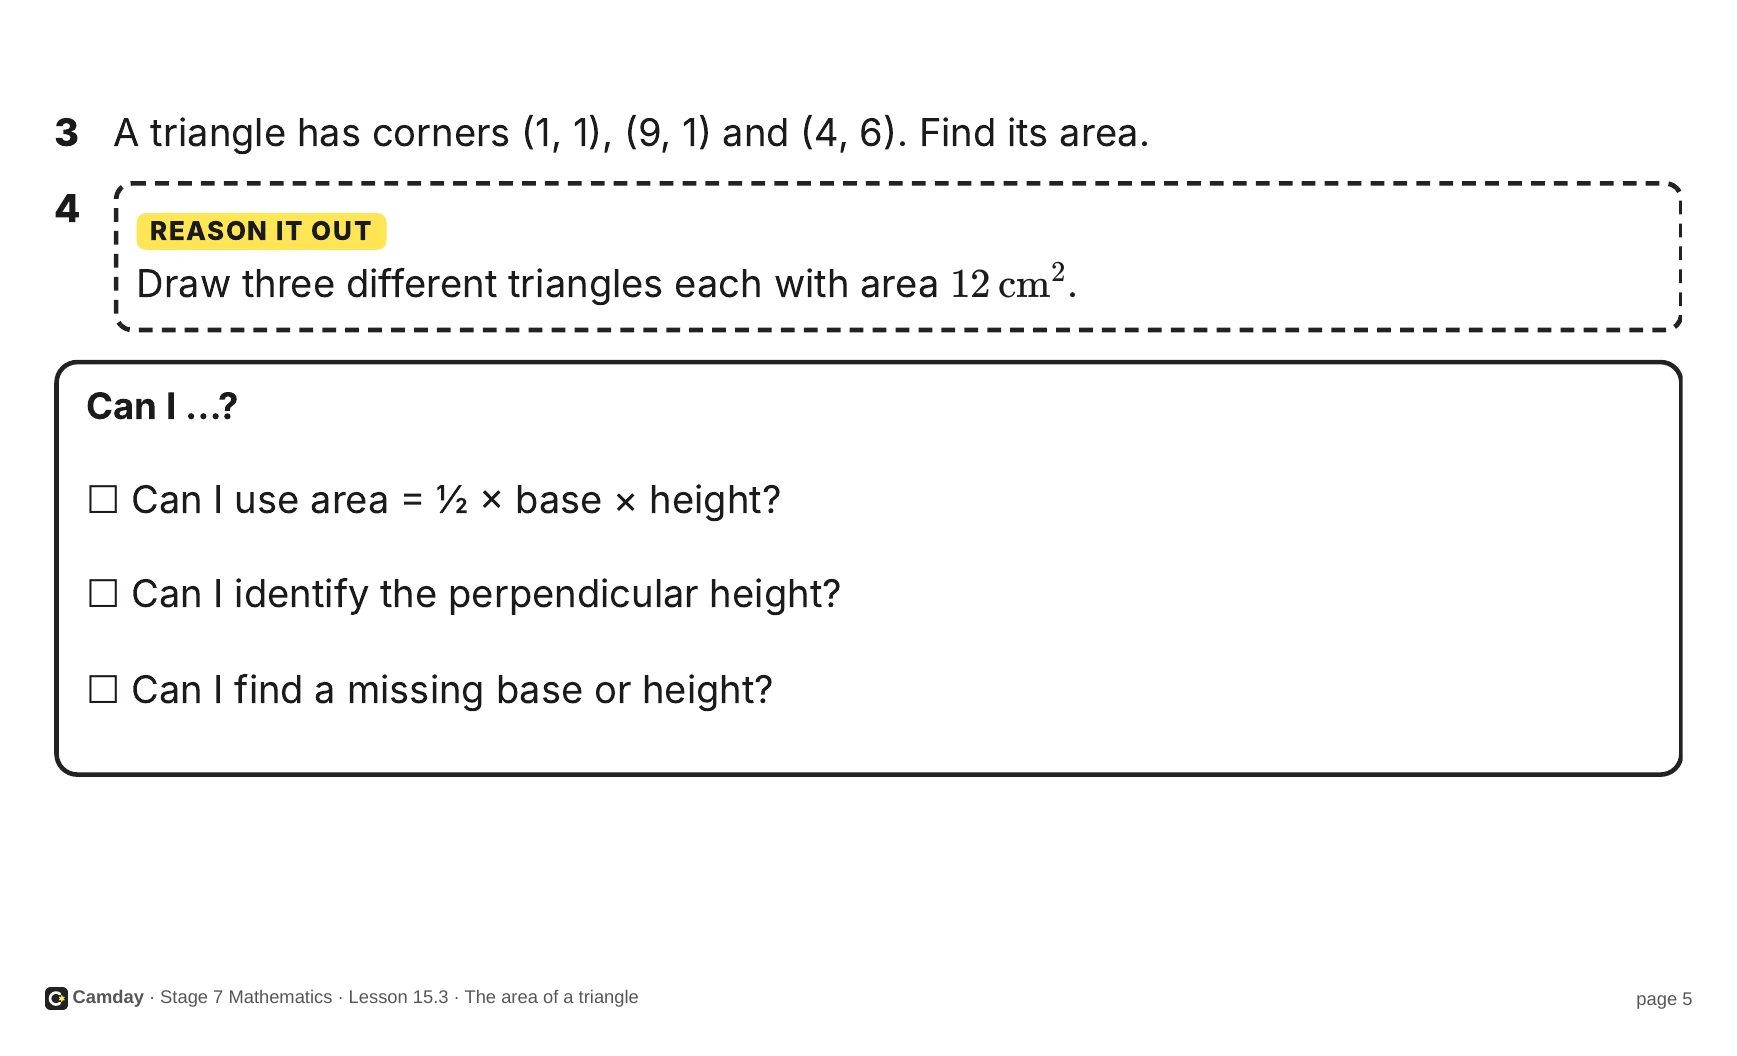 3 A triangle has corners (1, 1), (9, 1) and (4, 6). Find its area.
4
REASON IT OUT
Draw three different triangles each with area 12 cm².
Can I ...?
☐ Can I use area = ½ × base × height?
☐ Can I identify the perpendicular height?
☐ Can I find a missing base or height?
Camday · Stage 7 Mathematics · Lesson 15.3 · The area of a triangle
page 5